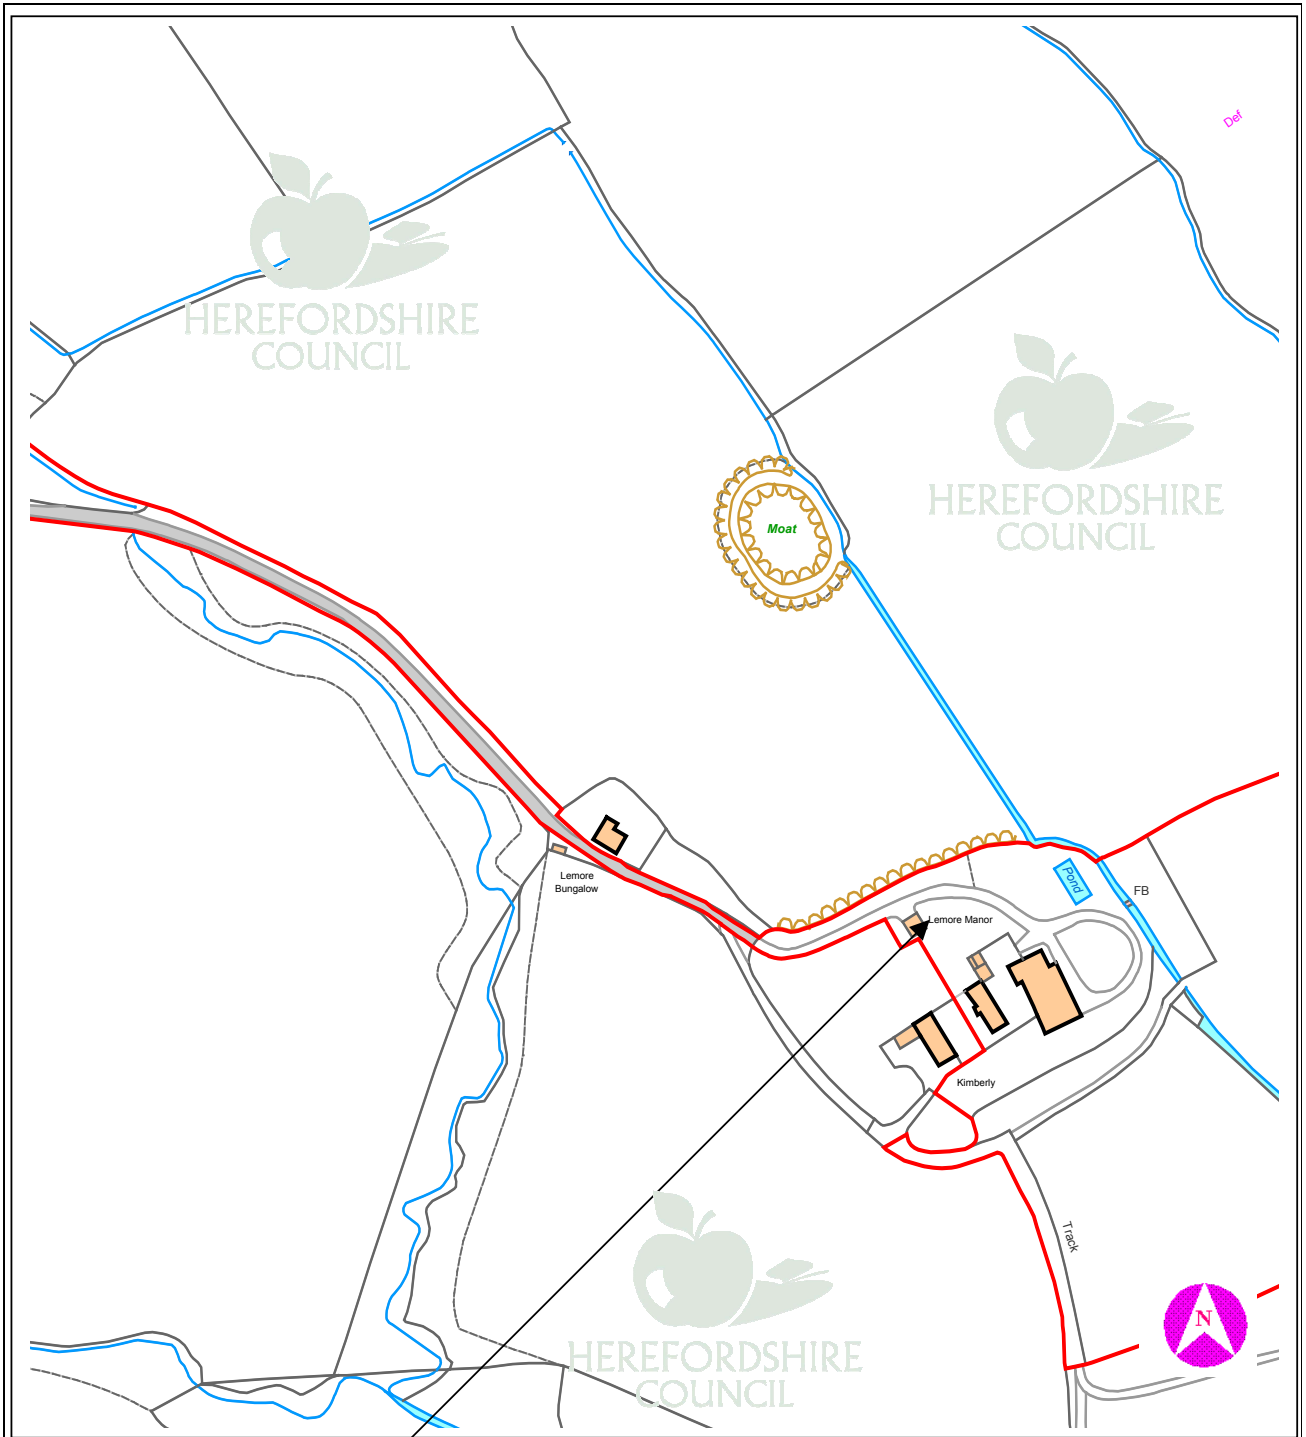 Def
HEREFORDSHIRE
COUNCIL
HEREFORDSHIRE
COUNCIL
Moat
Lemore
Bungalow
Pond
FB
Lemore Manor
Kimberly
Track
HEREFORDSHIRE
COUNCIL
N